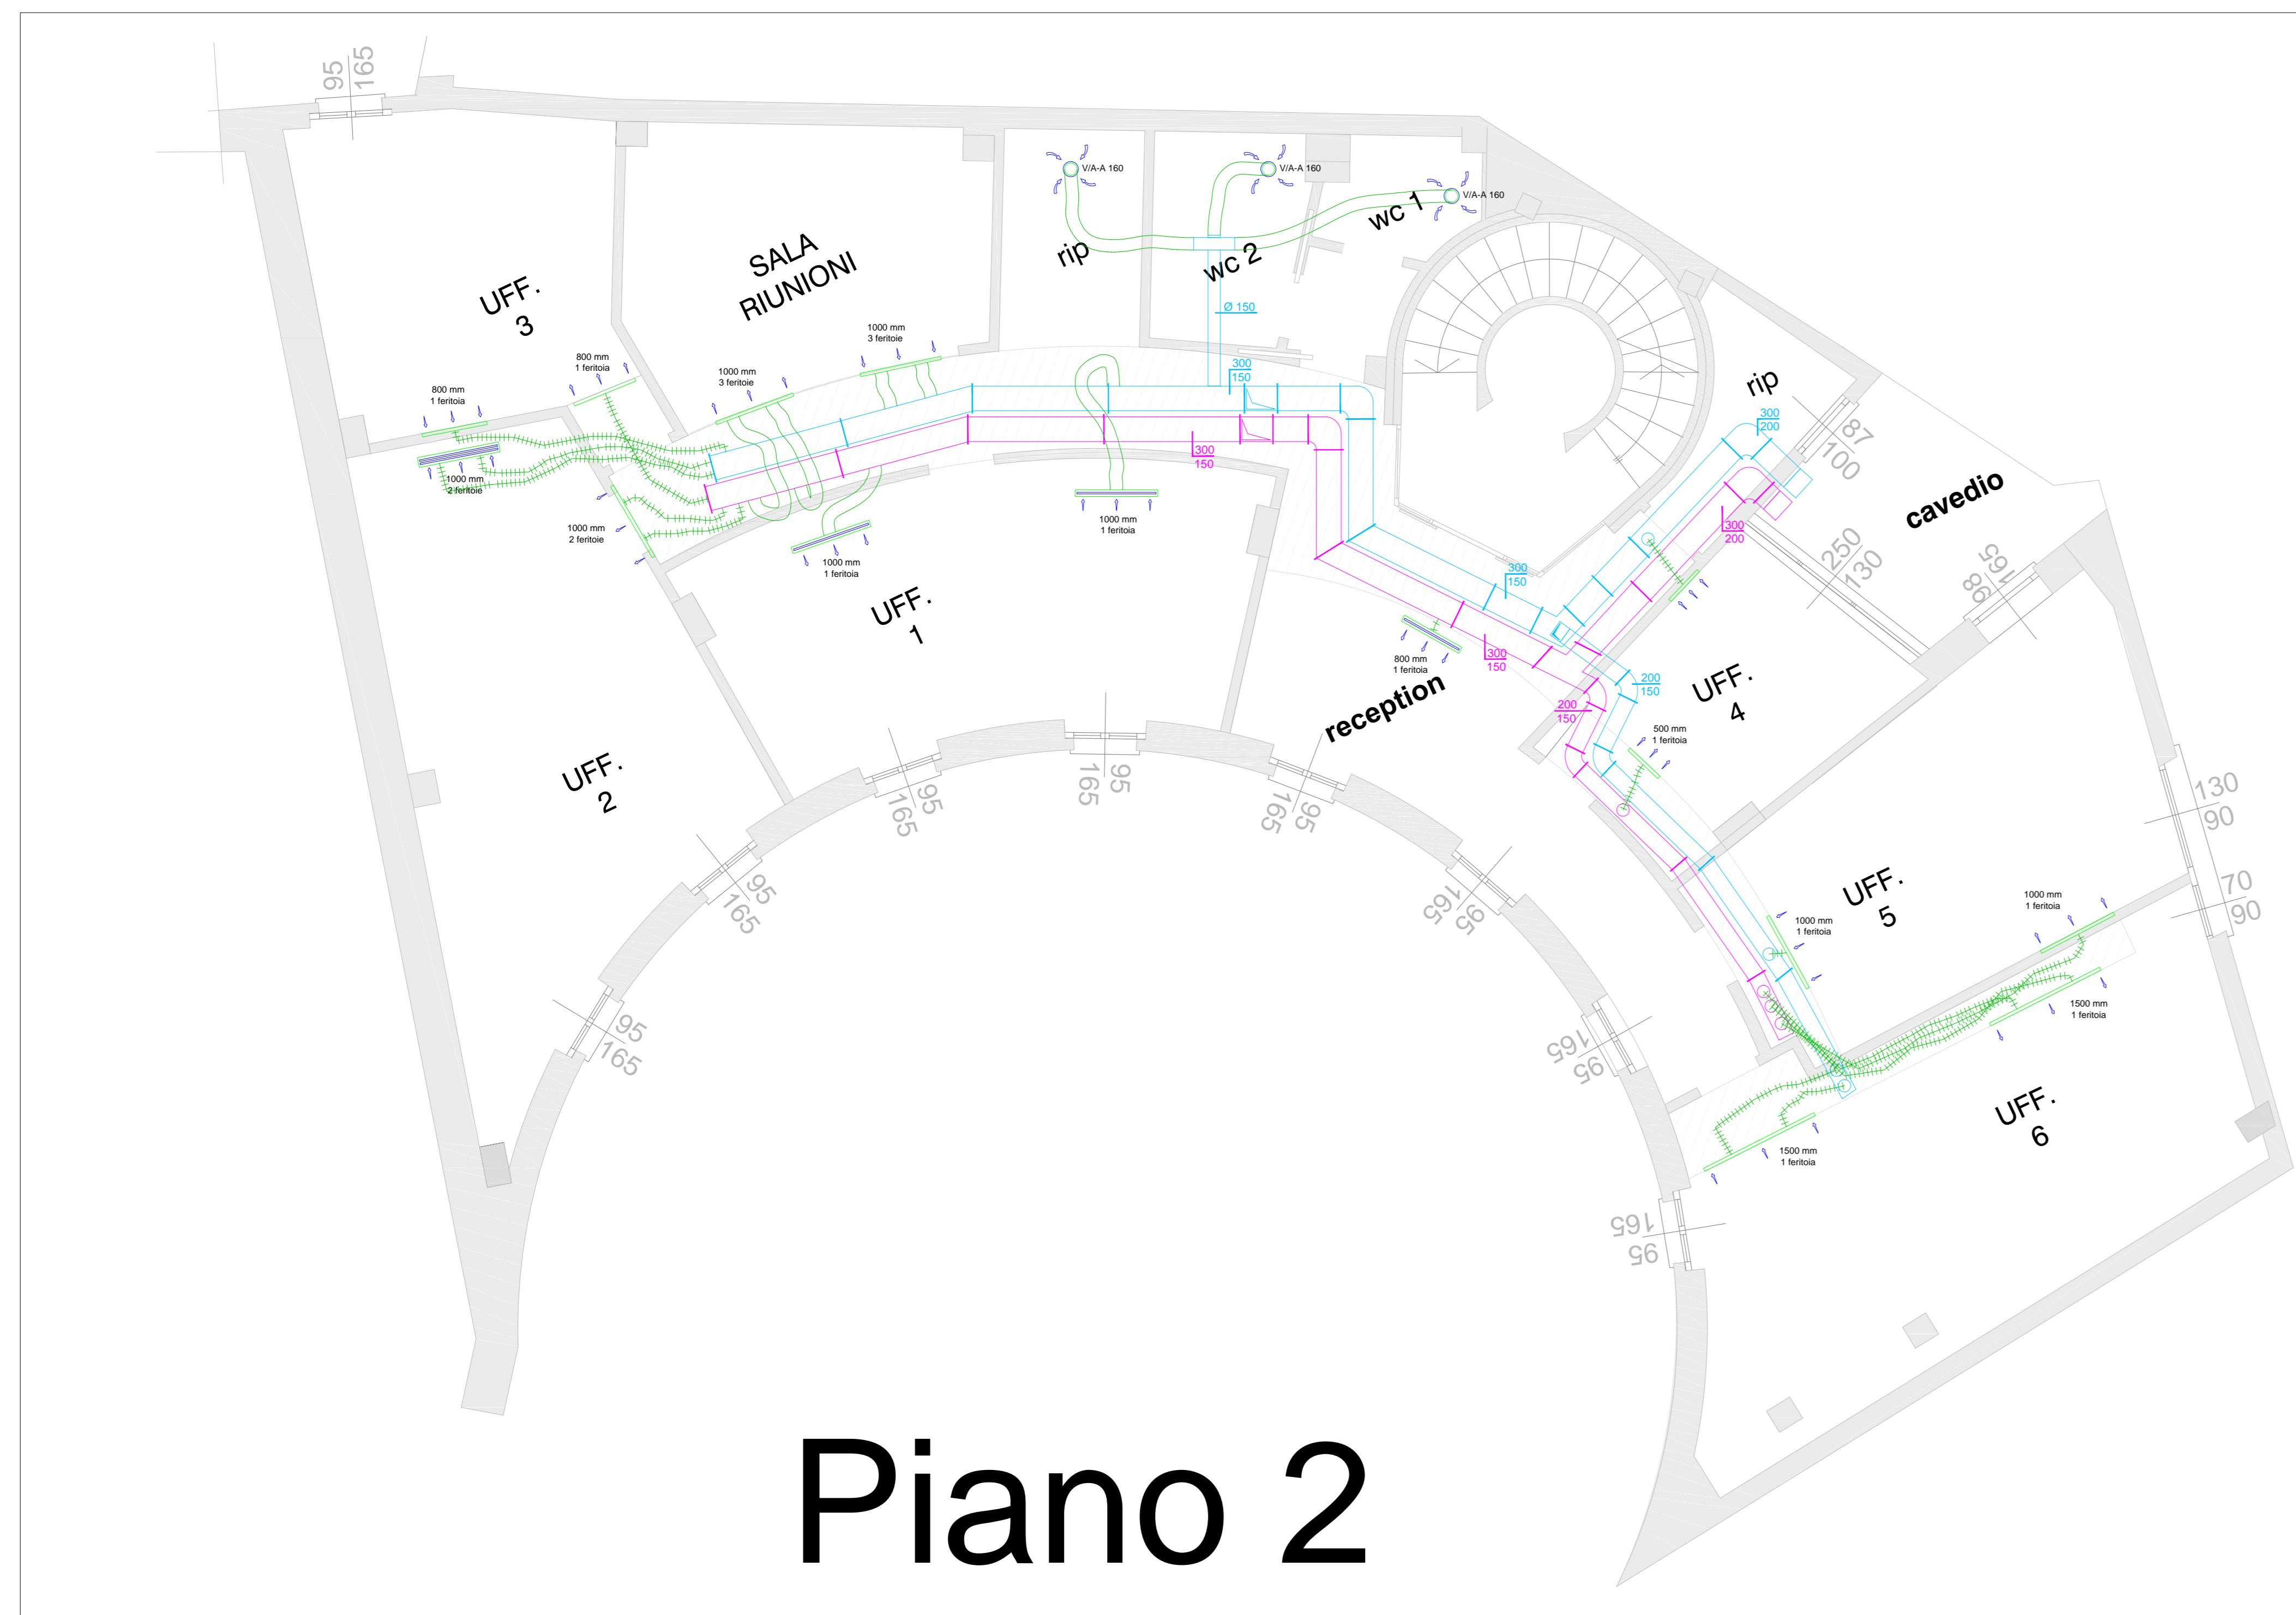 95
165
V/A-A 160
V/A-A 160
V/A-A 160
wc 1
rip
wc 2
SALA
RIUNIONI
UFF.
3
Ø 150
1000 mm
3 feritoie
800 mm
1 feritoia
1000 mm
3 feritoie
800 mm
1 feritoia
300
150
rip
300
200
87
100
300
150
1000 mm
2 feritoie
cavedio
1000 mm
2 feritoie
1000 mm
1 feritoia
1000 mm
1 feritoia
300
200
250
130
165
98
300
150
UFF.
1
300
150
800 mm
1 feritoia
reception
200
150
200
150
UFF.
4
500 mm
1 feritoia
UFF.
2
165
95
165
95
165
95
95
165
165
95
130
90
70
90
UFF.
5
1000 mm
1 feritoia
1000 mm
1 feritoia
1500 mm
1 feritoia
95
165
165
95
UFF.
6
1500 mm
1 feritoia
165
95
Piano 2